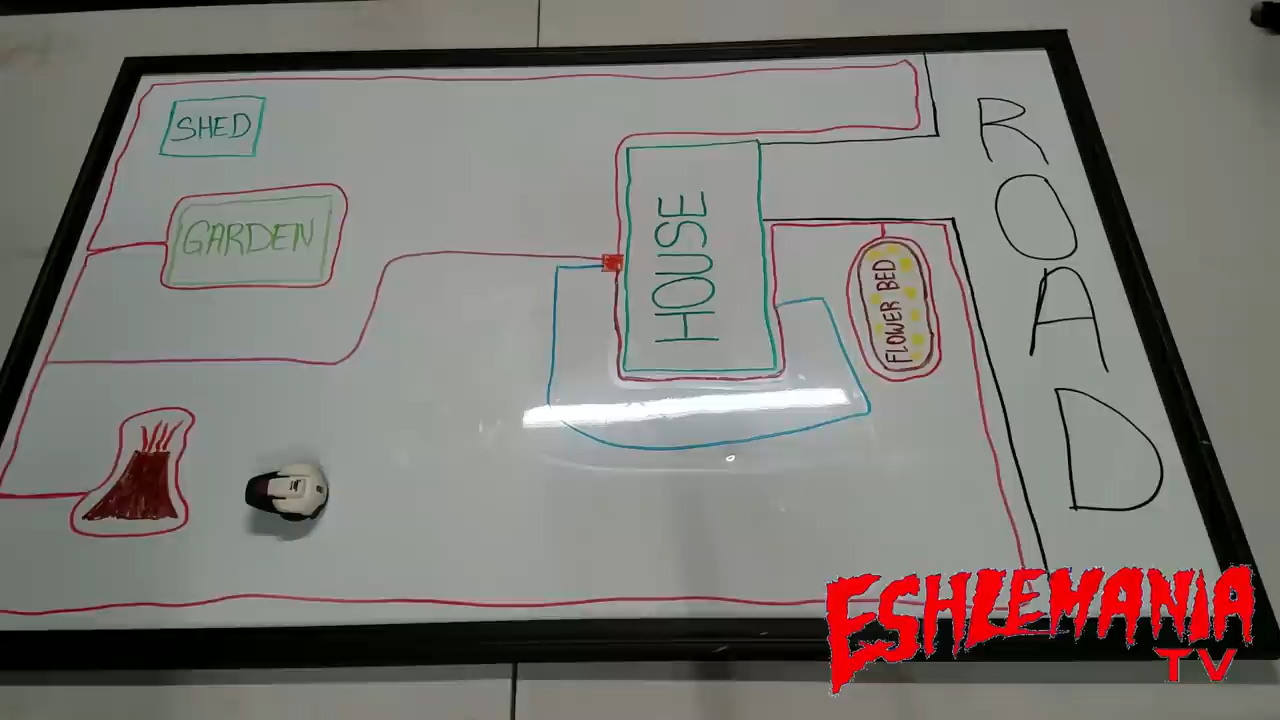 SHED
GARDEN
HOUSE
FLOWER BED
ROAD
ESHLEMANIA
TV